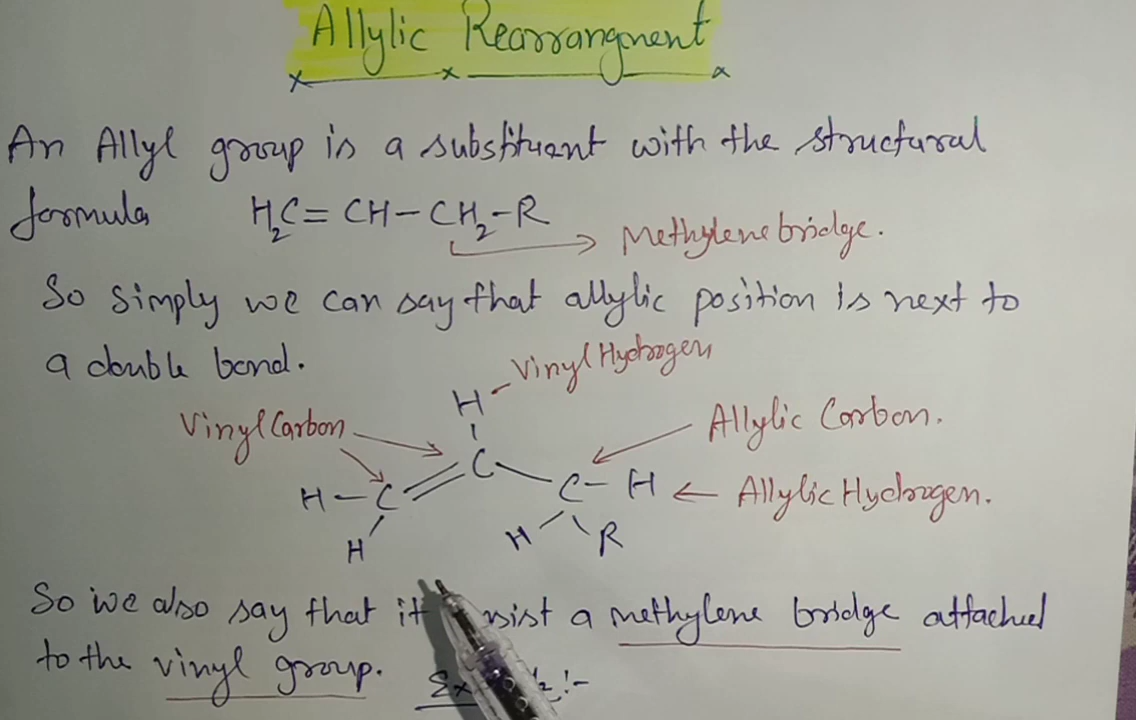 Allylic Rearrangment
An Allyl group is a substituent with the structural
formula H₂C=CH-CH₂-R
Methylene bridge.
So simply we can say that allylic position is next to
a double bond.
Vinyl Hydrogen
H
Vinyl Carbon
Allylic Carbon.
C
H-C
C-H
Allylic Hydrogen.
H
H
R
So we also say that it a methylene bridge attached
to the vinyl group.